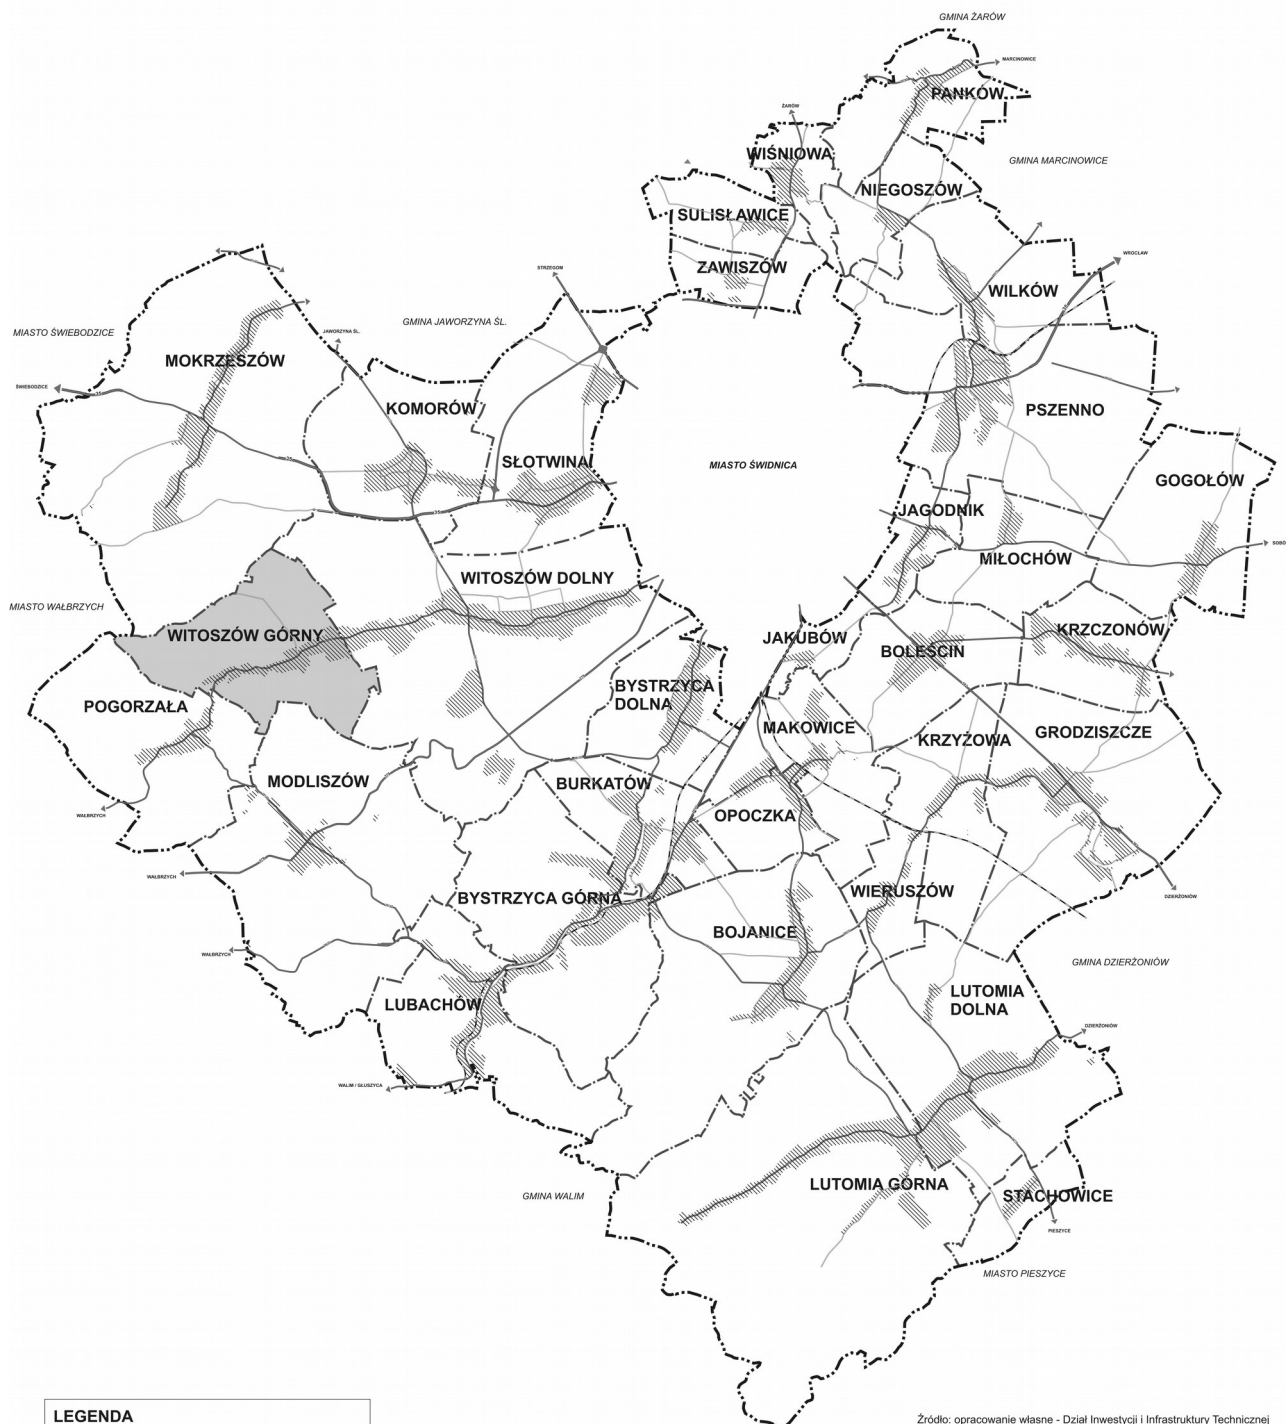 GMINA ŻARÓW
MARCINOWICE
PANKÓW
ŻARÓW
WIŚNIOWA
GMINA MARCINOWICE
NIEGOSZÓW
SULISŁAWICE
ZAWISZÓW
WROCŁAW
STRZEGOM
WILKÓW
GMINA JAWORZYNA ŚL.
MIASTO ŚWIEBODZICE
JAWORZYNA ŚL.
MOKRZESZÓW
ŚWIEBODZICE
35
KOMORÓW
PSZENNO
SŁOTWINA
MIASTO ŚWIDNICA
35
GOGOŁÓW
JAGODNIK
35
SOBÓ
MIŁOCHÓW
WITOSZÓW DOLNY
MIASTO WAŁBRZYCH
WITOSZÓW GÓRNY
JAKUBÓW
KRZCZONÓW
BOLEŚCIN
BYSTRZYCA
DOLNA
POGORZAŁA
MAKOWICE
KRZYŻOWA
GRODZISZCZE
MODLISZÓW
BURKATÓW
WAŁBRZYCH
OPOCZKA
WAŁBRZYCH
WIERUSZÓW
BYSTRZYCA GÓRNA
DZIERŻONIÓW
BOJANICE
WAŁBRZYCH
GMINA DZIERŻONIÓW
LUBACHÓW
LUTOMIA
DOLNA
DZIERŻONIÓW
WALIM / GŁUSZYCA
LUTOMIA GÓRNA
GMINA WALIM
STACHOWICE
PIESZYCE
MIASTO PIESZYCE
LEGENDA
Źródło: opracowanie własne - Dział Inwestycji i Infrastruktury Technicznej